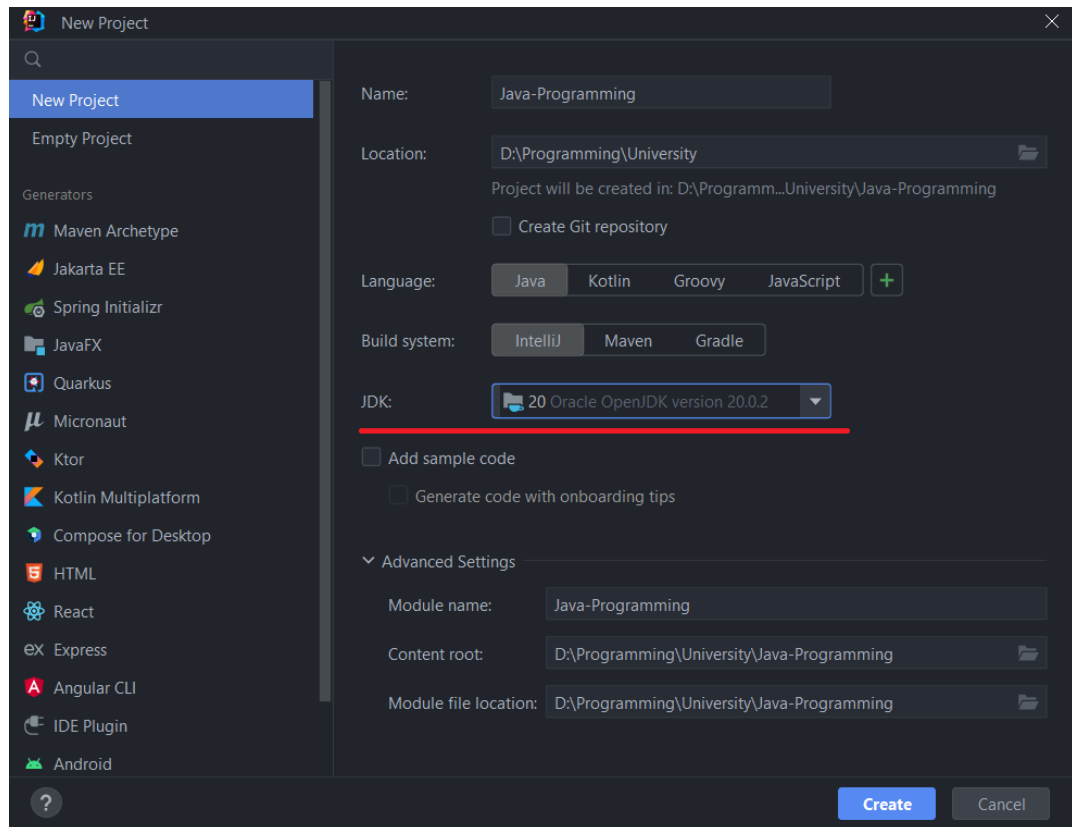 New Project
New Project
Empty Project
Generators
Maven Archetype
Jakarta EE
Spring Initializr
JavaFX
Quarkus
Micronaut
Ktor
Kotlin Multiplatform
Compose for Desktop
HTML
React
ex Express
Angular CLI
IDE Plugin
Android
Name: Java-Programming
Location: D:\Programming\University
Project will be created in: D:\Programm...University\Java-Programming
Create Git repository
Language: Java Kotlin Groovy JavaScript +
Build system: IntelliJ Maven Gradle
JDK: 20 Oracle OpenJDK version 20.0.2
Add sample code
Generate code with onboarding tips
Advanced Settings
Module name: Java-Programming
Content root: D:\Programming\University\Java-Programming
Module file location: D:\Programming\University\Java-Programming
? Create Cancel